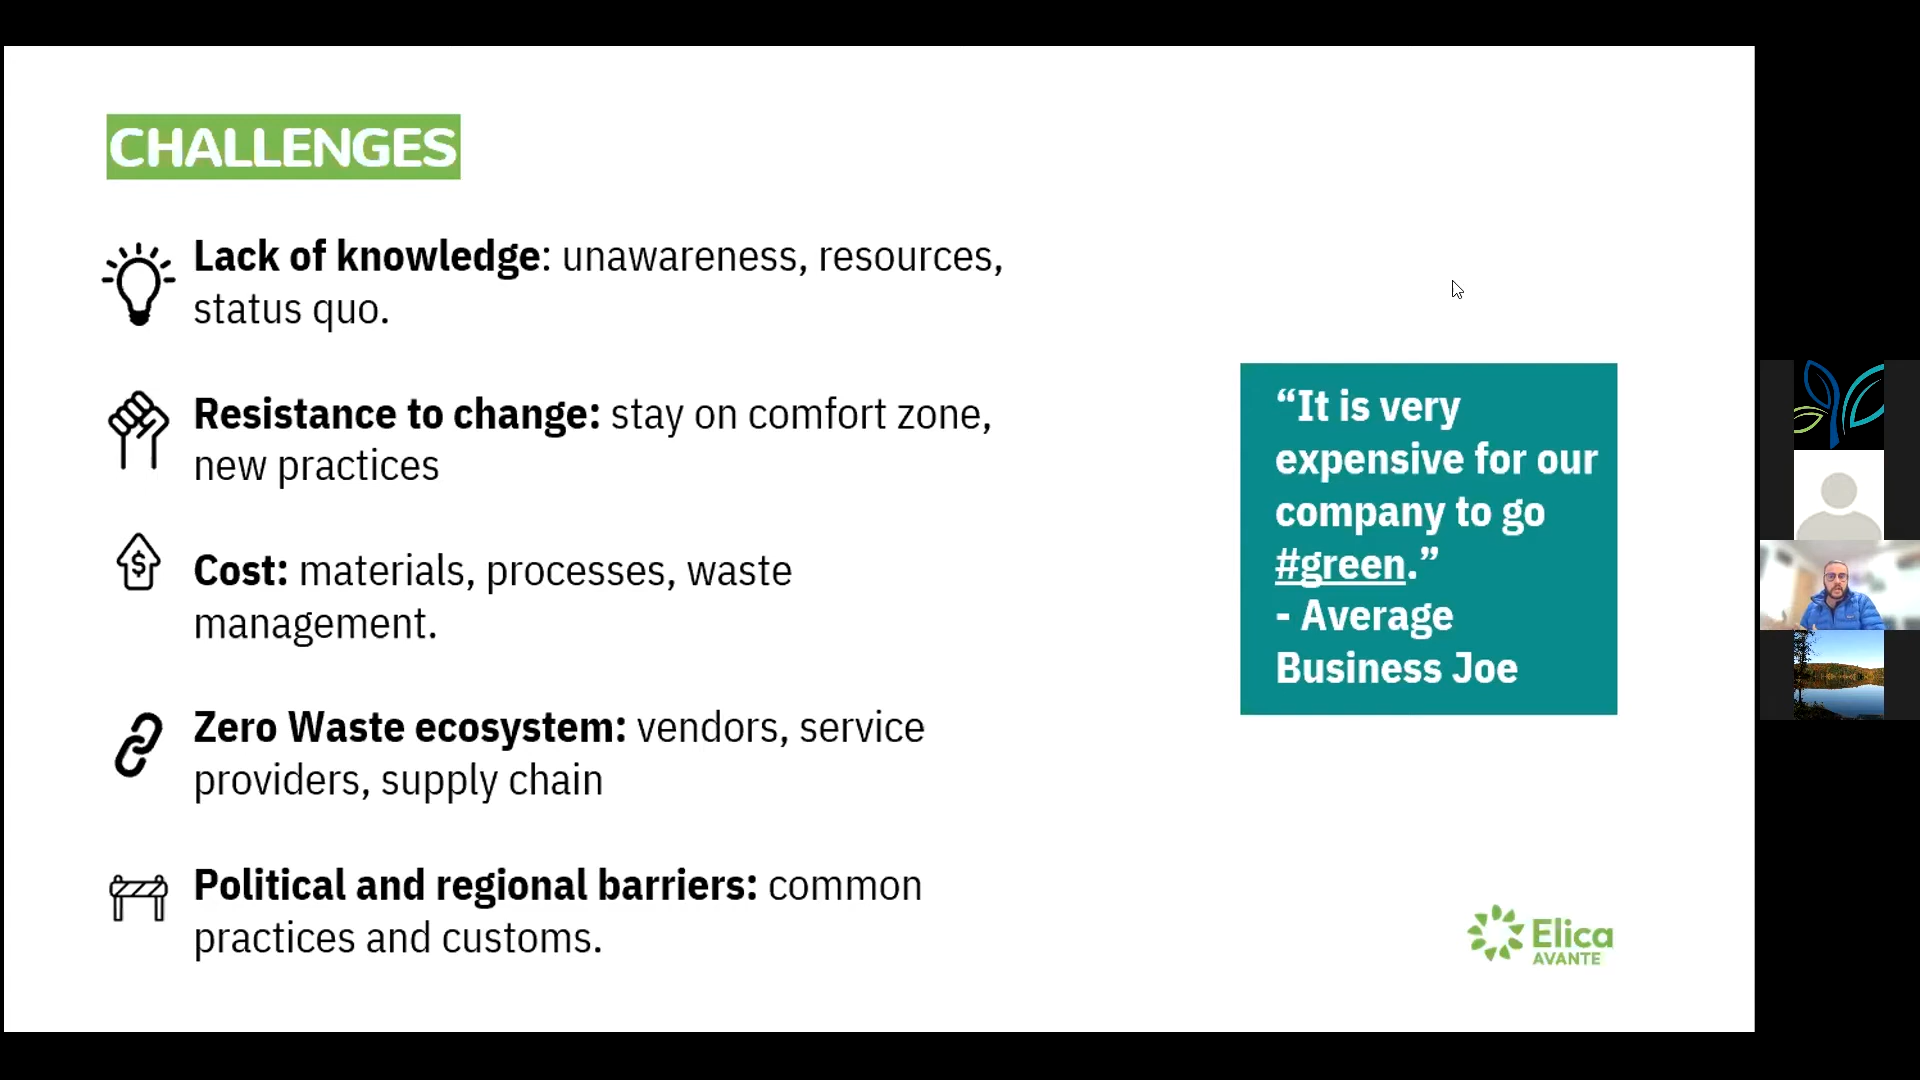 CHALLENGES
Lack of knowledge: unawareness, resources,
status quo.
Resistance to change: stay on comfort zone,
new practices
Cost: materials, processes, waste
management.
Zero Waste ecosystem: vendors, service
providers, supply chain
Political and regional barriers: common
practices and customs.
“It is very
expensive for our
company to go
#green.”
- Average
Business Joe
Elica
AVANTE